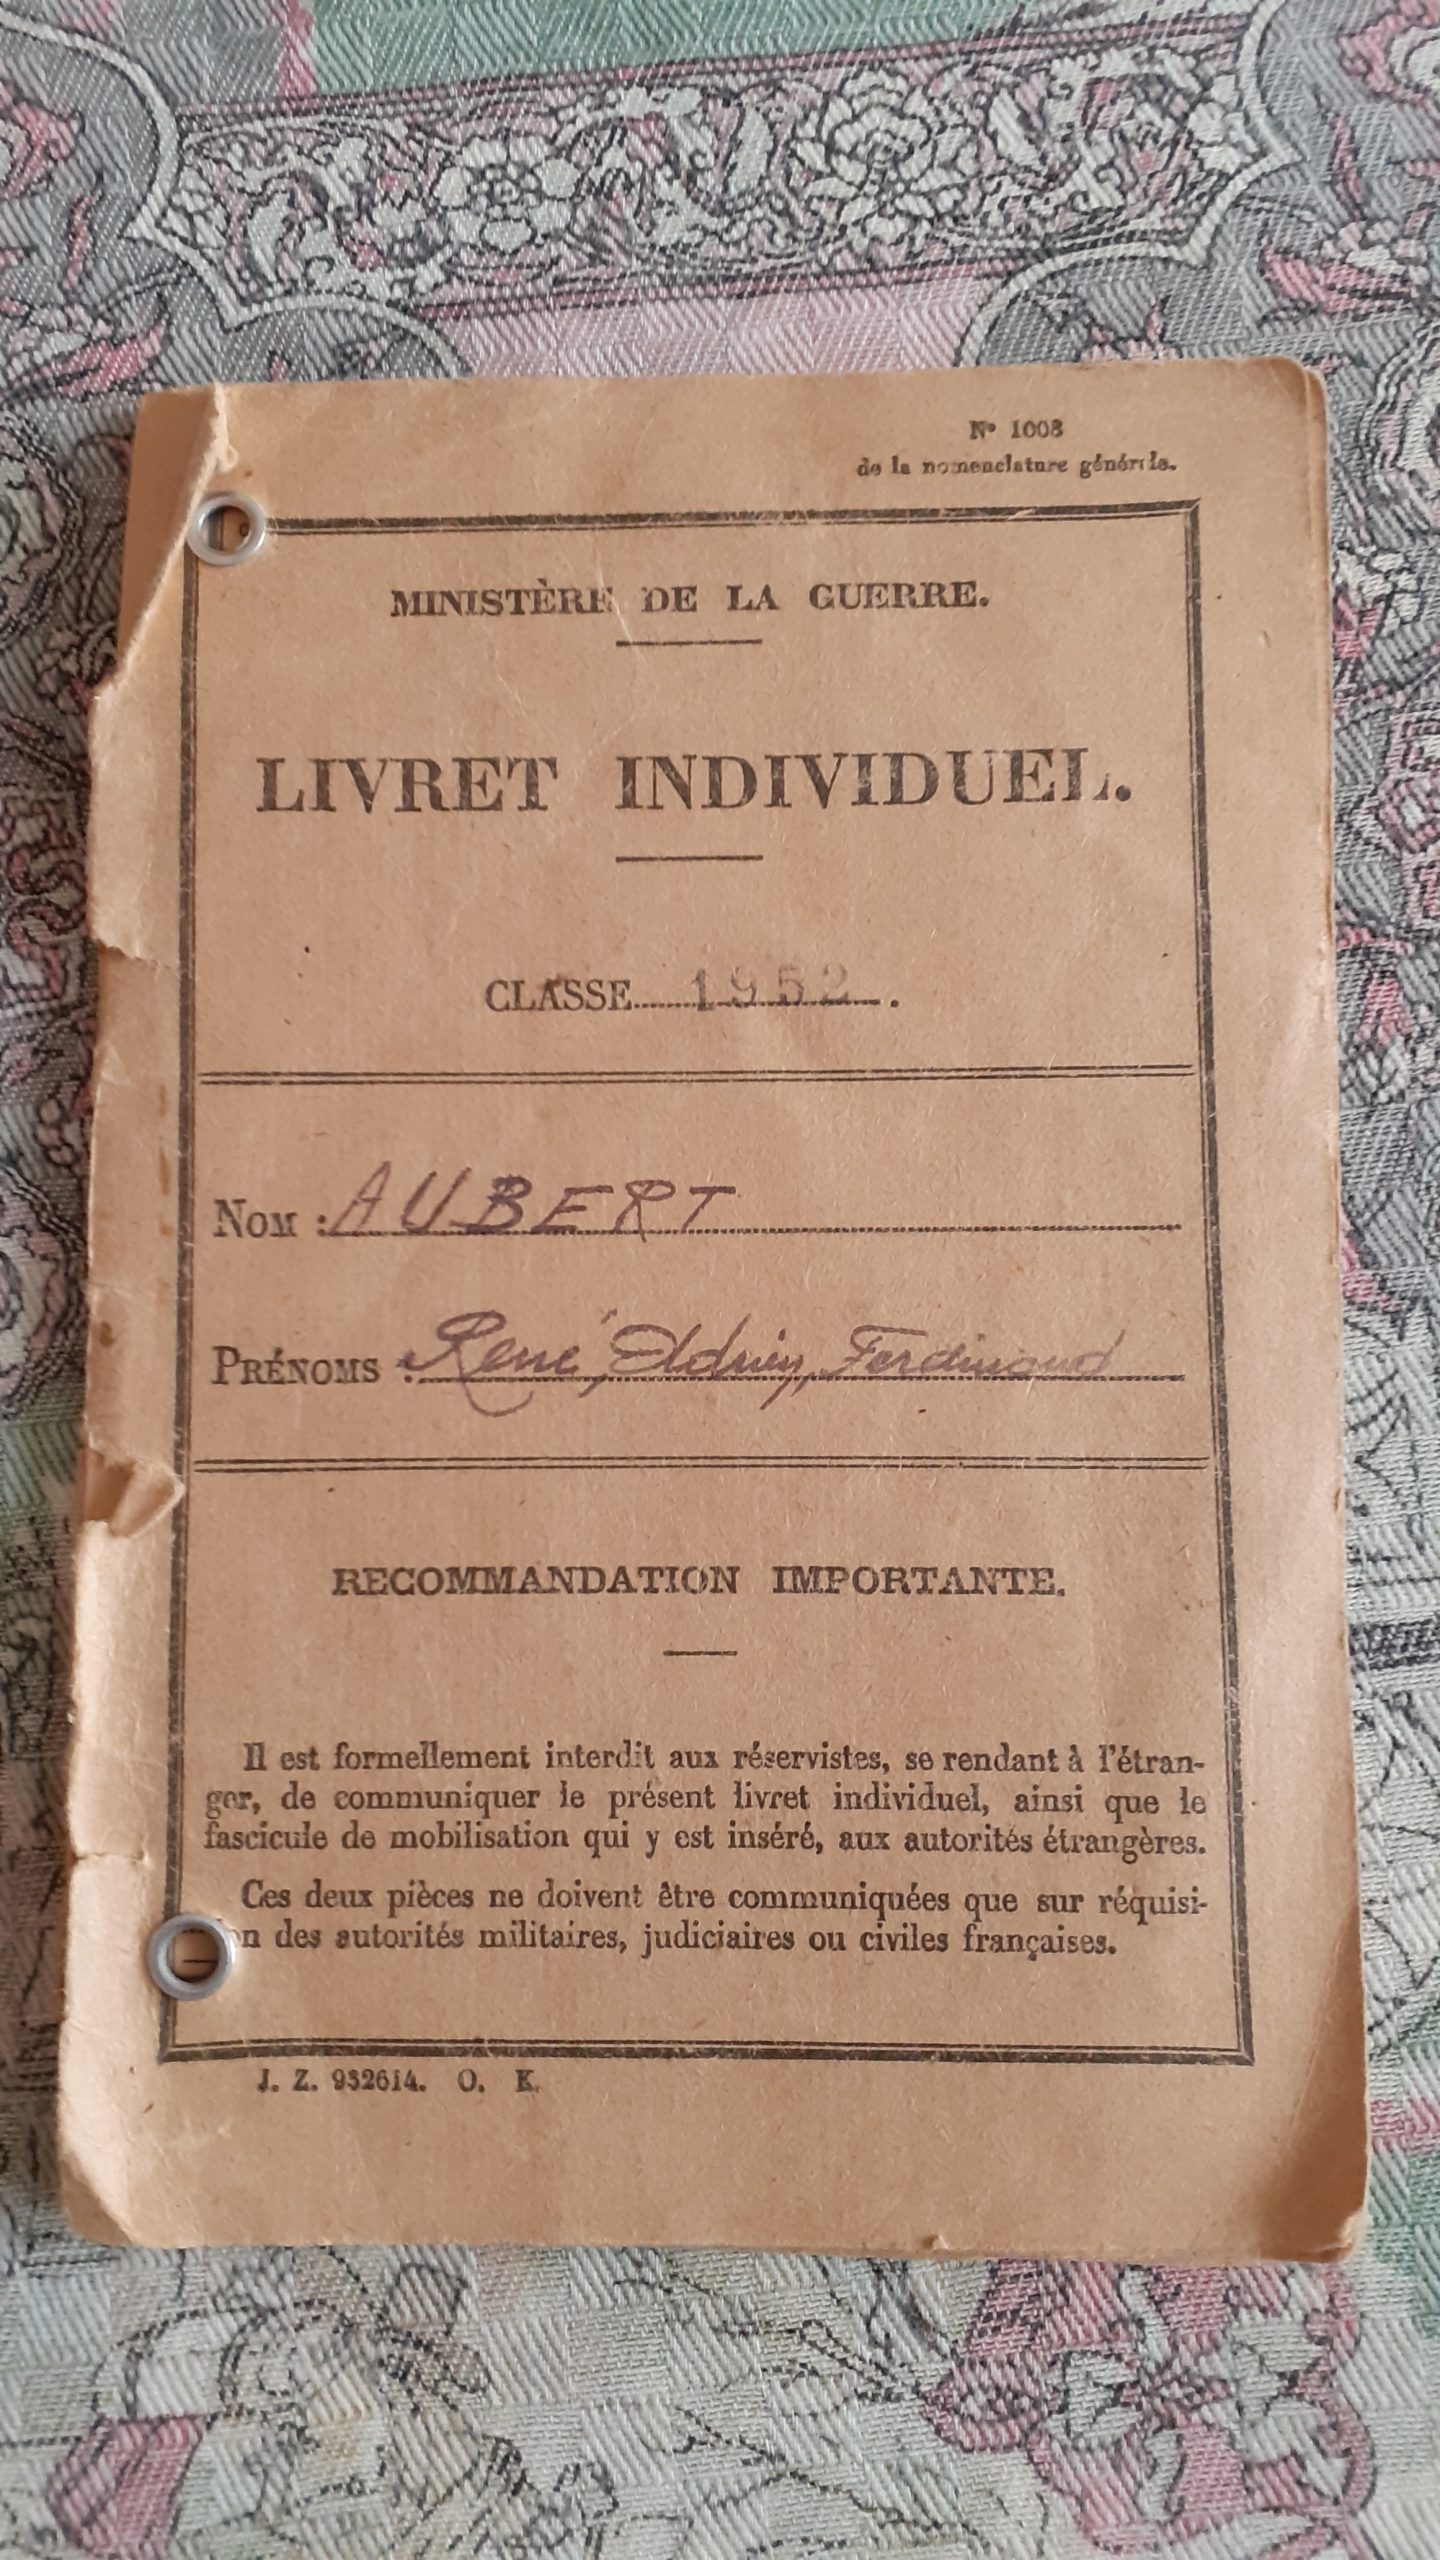 N° 1008
de la nomenclature générale.
MINISTÈRE DE LA GUERRE.
LIVRET INDIVIDUEL.
CLASSE 1952.
NOM : AUBERT
PRÉNOMS : René, Ferdinand
RECOMMANDATION IMPORTANTE.
Il est formellement interdit aux réservistes, se rendant à l'étran-
ger, de communiquer le présent livret individuel, ainsi que le
fascicule de mobilisation qui y est inséré, aux autorités étrangères.
Ces deux pièces ne doivent être communiquées que sur réquisi-
on des autorités militaires, judiciaires ou civiles françaises.
J. Z. 932614. O. K.